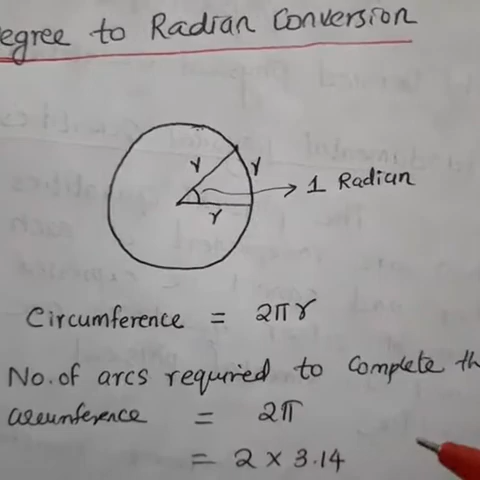 egree to Radian Conversion
r
r
1 Radian
r
Circumference = 2πr
No. of arcs required to complete th
= 2π
= 2 × 3.14